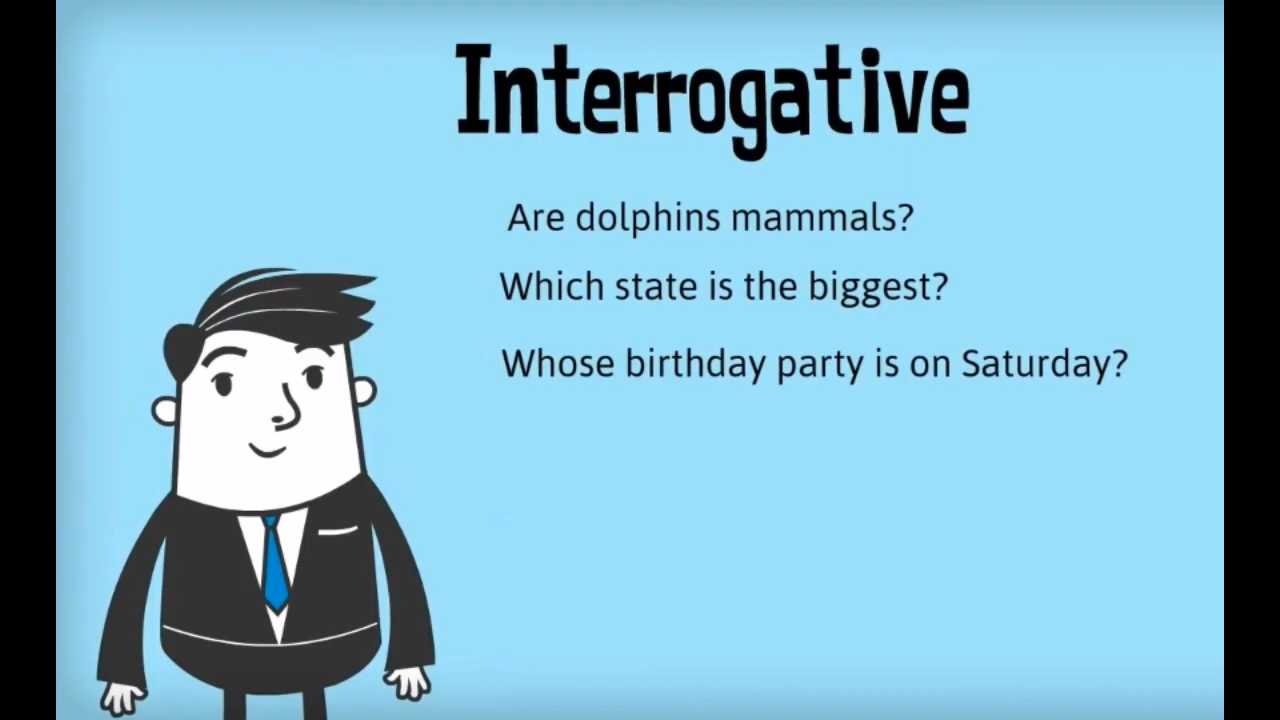 Interrogative
Are dolphins mammals?
Which state is the biggest?
Whose birthday party is on Saturday?